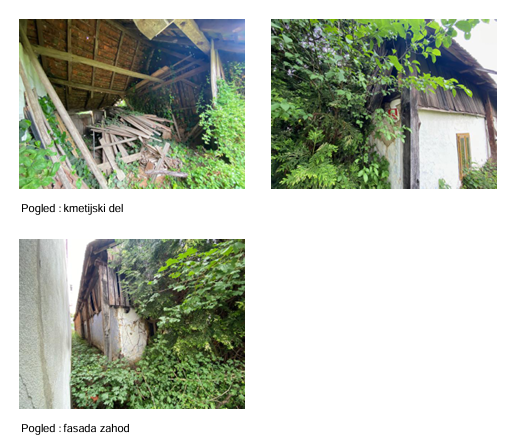 Pogled : kmetijski del
Pogled : fasada zahod